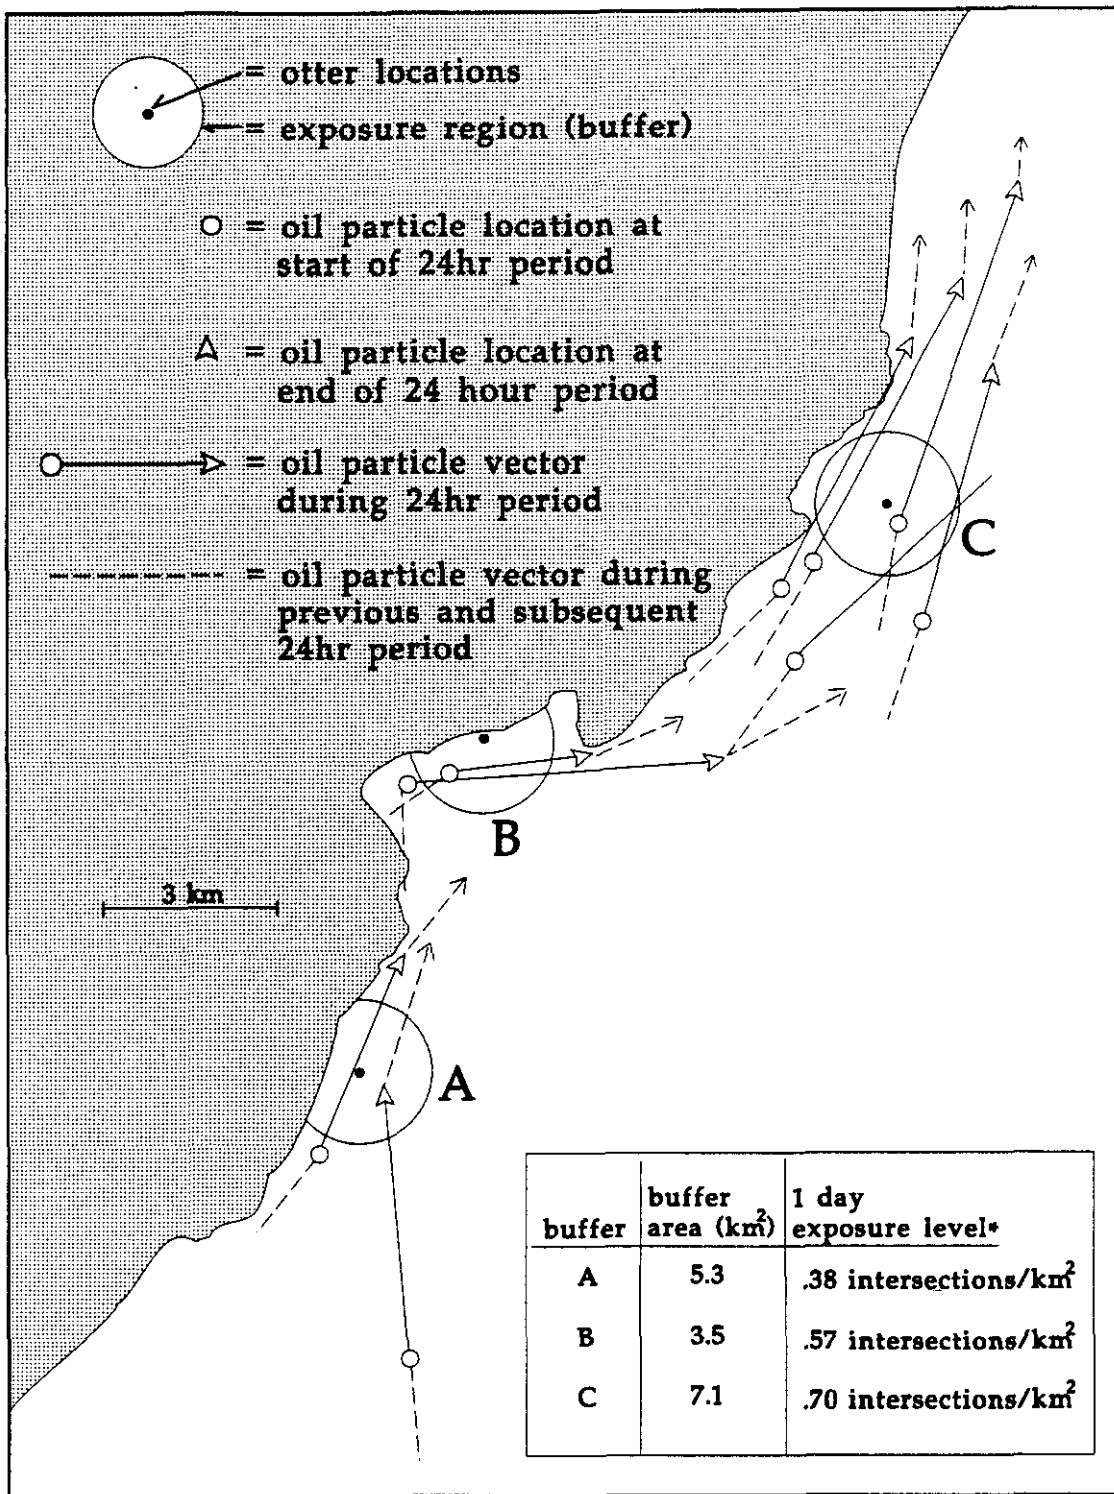 = otter locations
= exposure region (buffer)
= oil particle location at
start of 24hr period
= oil particle location at
end of 24 hour period
= oil particle vector
during 24hr period
= oil particle vector during
previous and subsequent
24hr period
C
B
3 km
A
buffer | buffer area (km²) | 1 day exposure level*
A | 5.3 | .38 intersections/km²
B | 3.5 | .57 intersections/km²
C | 7.1 | .70 intersections/km²